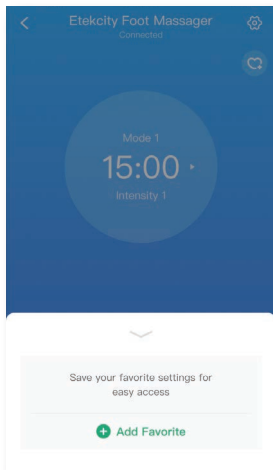 Etekcity Foot Massager
Connected
Mode 1
15:00
Intensity 1
Save your favorite settings for
easy access
Add Favorite